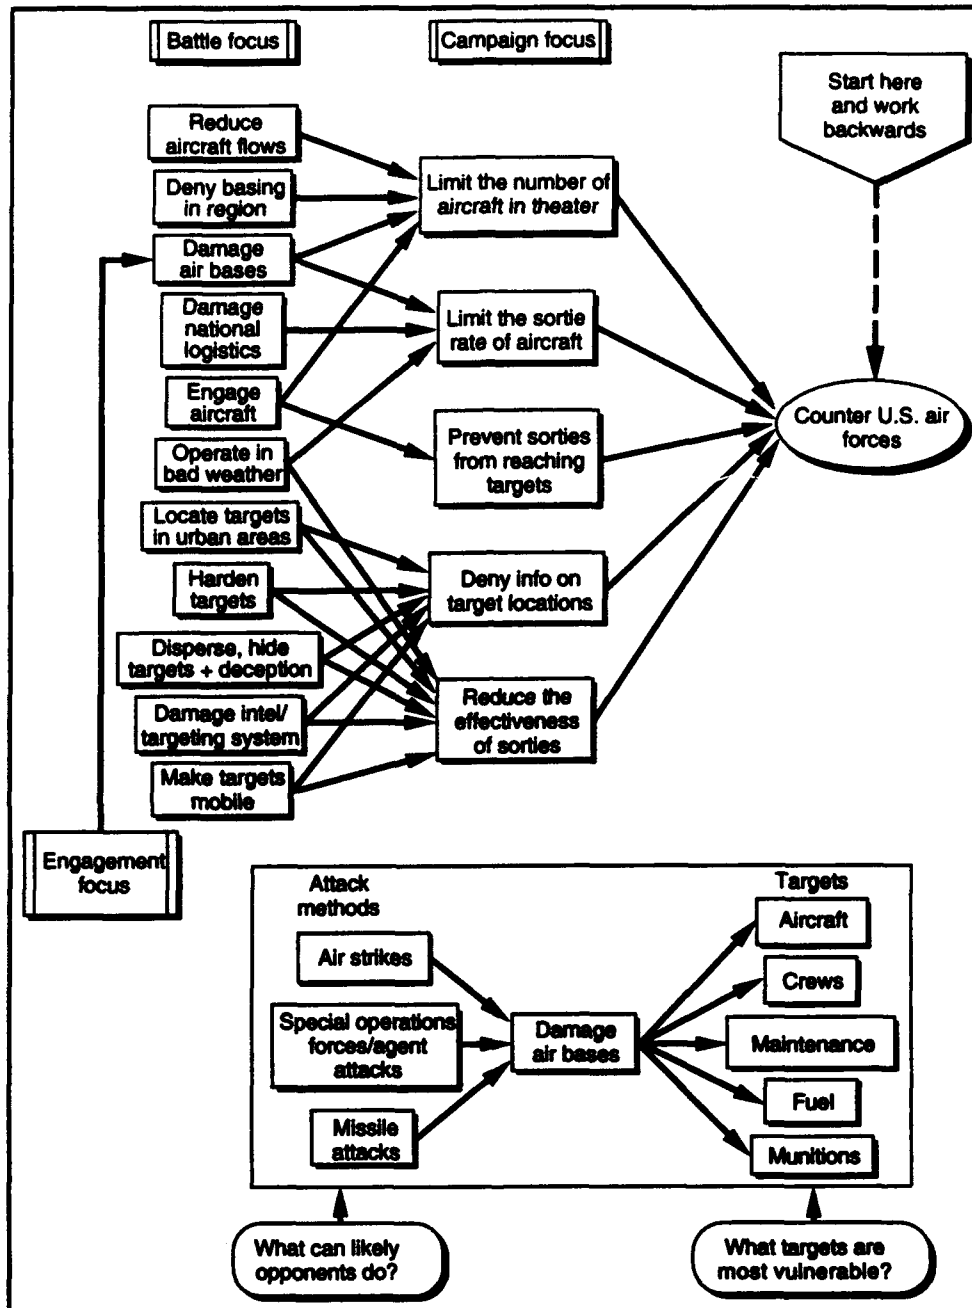 Battle focus
Campaign focus
Start here
and work
backwards
Reduce
aircraft flows
Deny basing
in region
Damage
air bases
Damage
national
logistics
Engage
aircraft
Operate in
bad weather
Locate targets
in urban areas
Harden
targets
Disperse, hide
targets + deception
Damage intel/
targeting system
Make targets
mobile
Limit the number of
aircraft in theater
Limit the sortie
rate of aircraft
Prevent sorties
from reaching
targets
Deny info on
target locations
Reduce the
effectiveness
of sorties
Counter U.S. air
forces
Engagement
focus
Attack
methods
Air strikes
Special operations
forces/agent
attacks
Missile
attacks
Damage
air bases
Targets
Aircraft
Crews
Maintenance
Fuel
Munitions
What can likely
opponents do?
What targets are
most vulnerable?